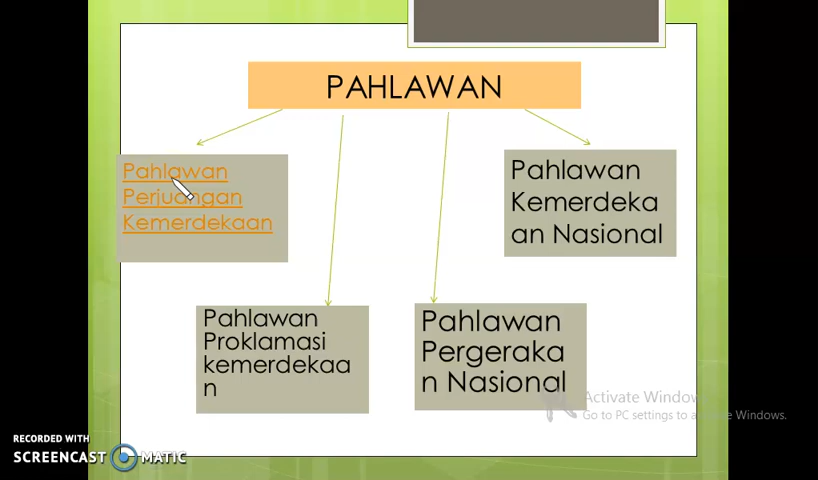 PAHLAWAN
Pahlawan
Perjuangan
Kemerdekaan
Pahlawan
Kemerdeka
an Nasional
Pahlawan
Proklamasi
kemerdekaa
n
Pahlawan
Pergeraka
n Nasional
Activate Windows
Go to PC settings to activate Windows.
RECORDED WITH
SCREENCAST MATIC